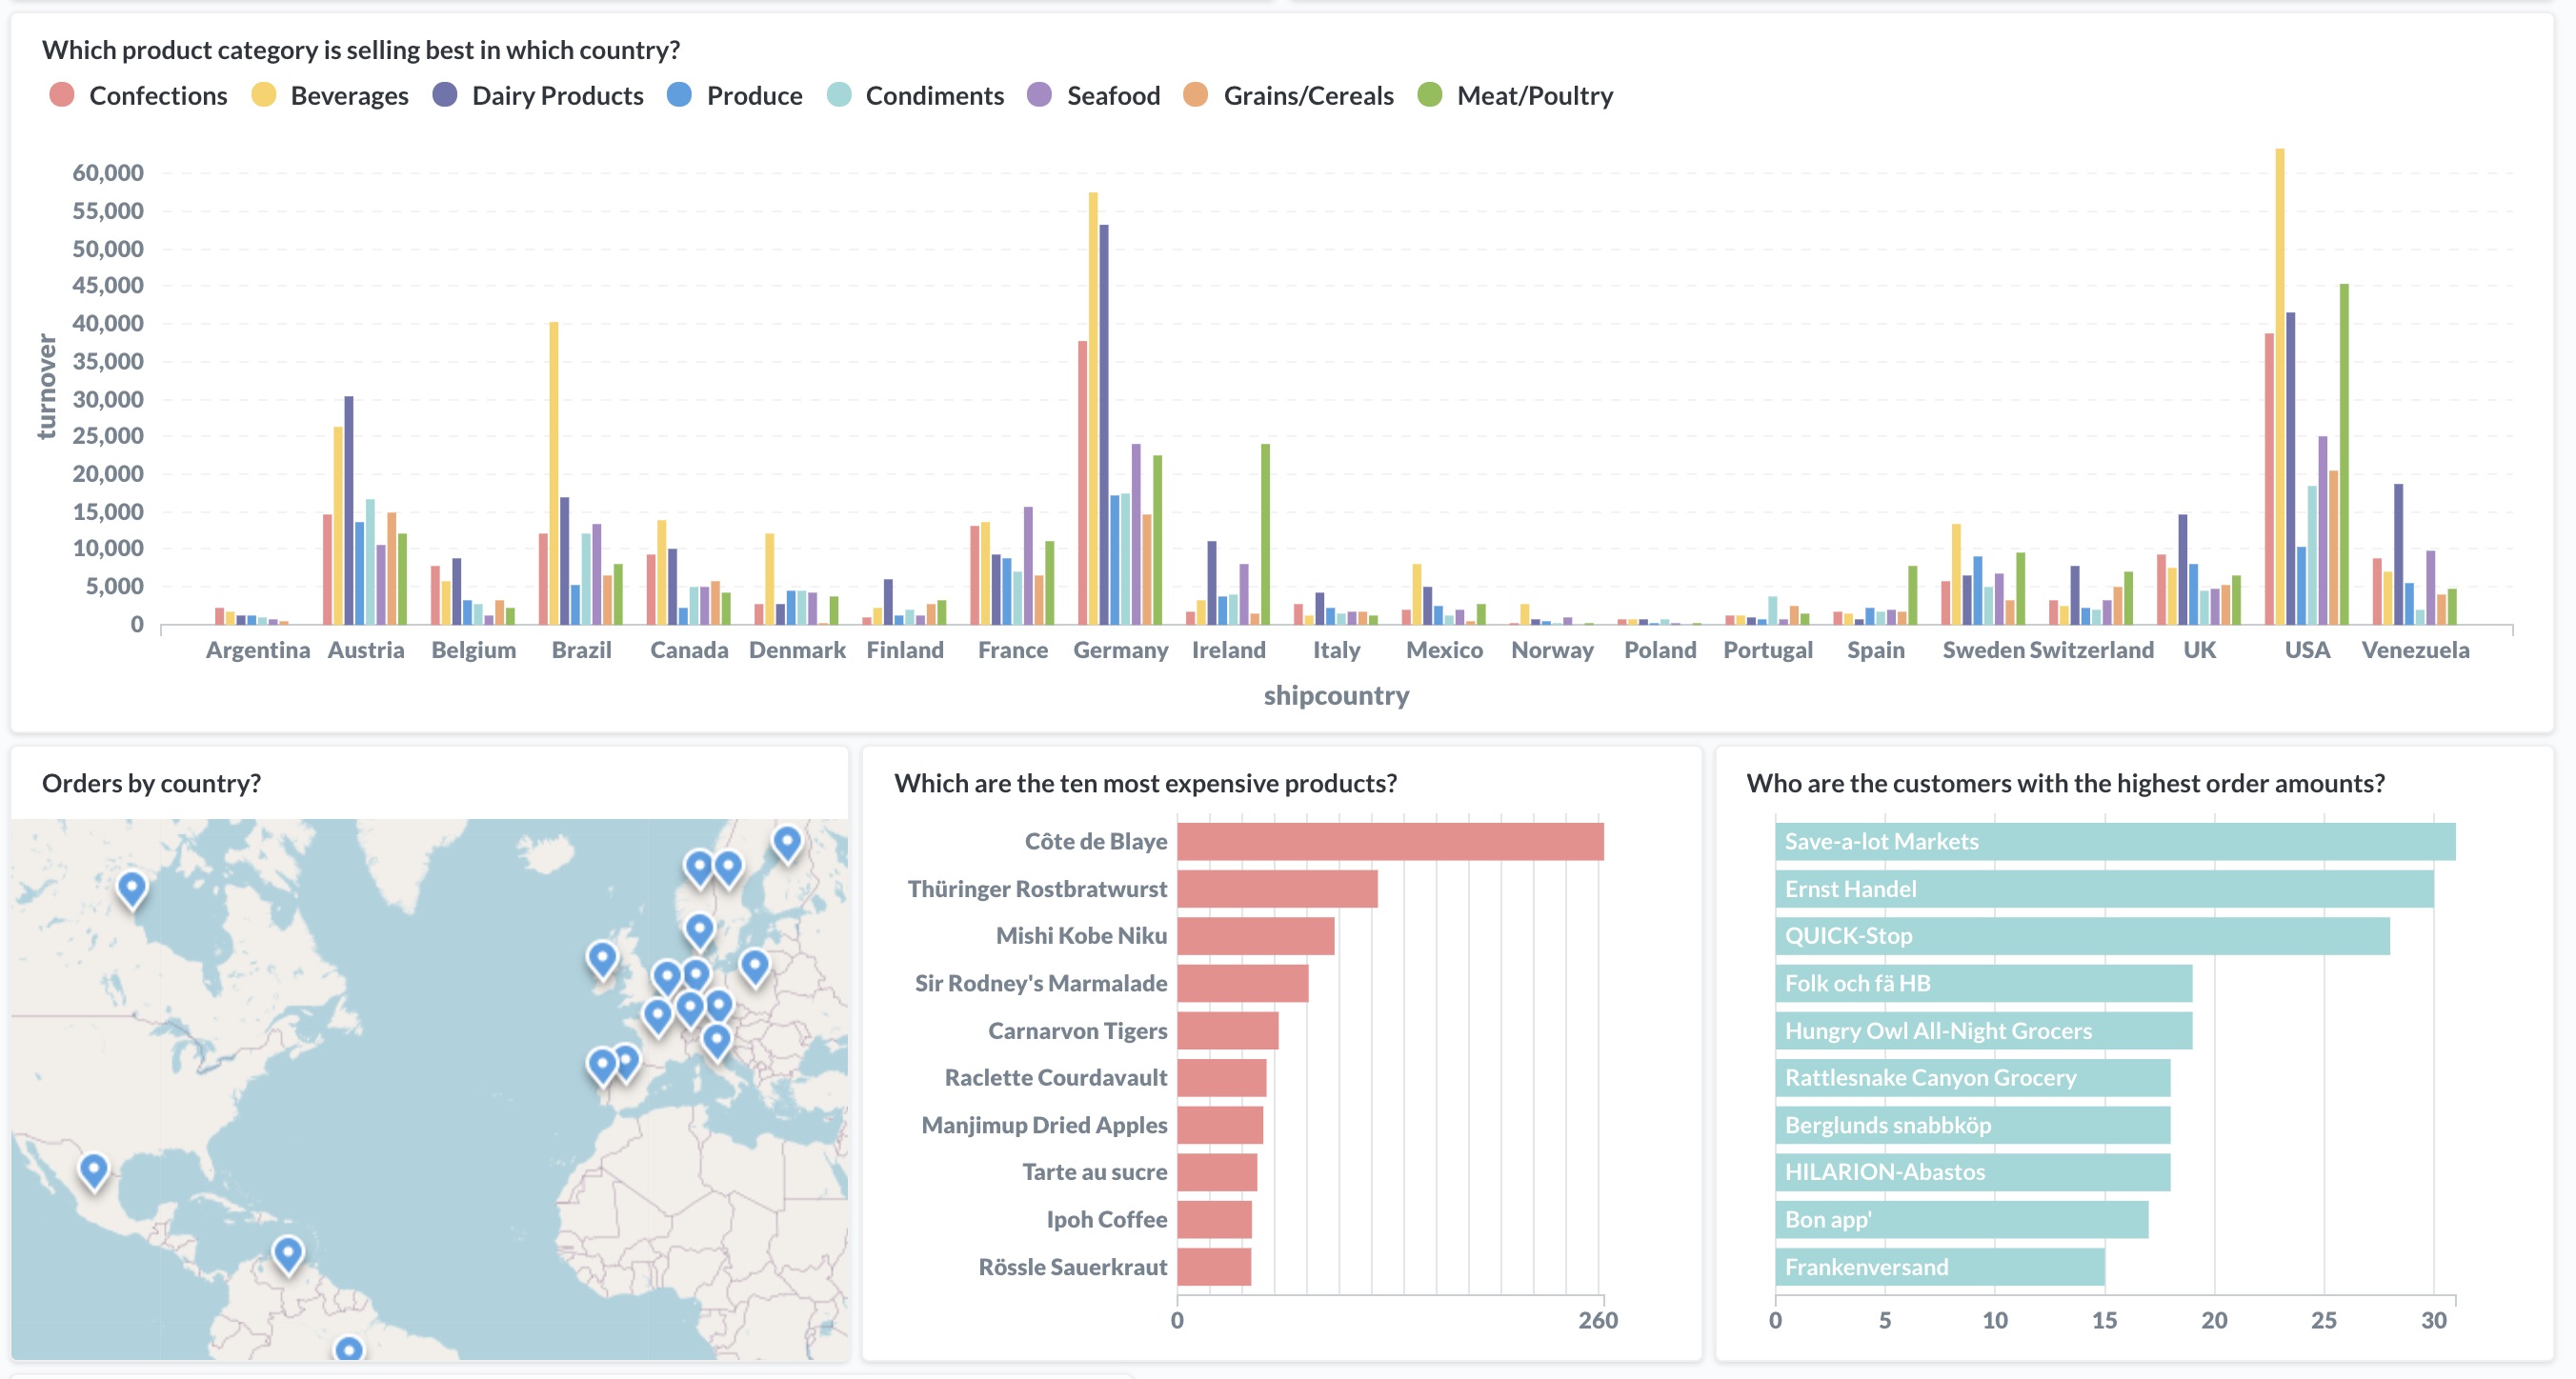 Which product category is selling best in which country?
Confections Beverages Dairy Products Produce Condiments Seafood Grains/Cereals Meat/Poultry
60,000
55,000
50,000
45,000
40,000
35,000
30,000
25,000
20,000
15,000
10,000
5,000
0
turnover
Argentina Austria Belgium Brazil Canada Denmark Finland France Germany Ireland Italy Mexico Norway Poland Portugal Spain Sweden Switzerland UK USA Venezuela
shipcountry
Orders by country?
Which are the ten most expensive products?
Côte de Blaye
Thüringer Rostbratwurst
Mishi Kobe Niku
Sir Rodney's Marmalade
Carnarvon Tigers
Raclette Courdavault
Manjimup Dried Apples
Tarte au sucre
Ipoh Coffee
Rössle Sauerkraut
0 260
Who are the customers with the highest order amounts?
Save-a-lot Markets
Ernst Handel
QUICK-Stop
Folk och fä HB
Hungry Owl All-Night Grocers
Rattlesnake Canyon Grocery
Berglunds snabbköp
HILARION-Abastos
Bon app'
Frankenversand
0 5 10 15 20 25 30